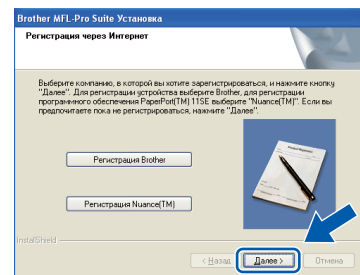 Brother MFL-Pro Suite Установка
Регистрация через Интернет
Выберите компанию, в которой вы хотите зарегистрироваться, и нажмите кнопку
"Далее". Для регистрации устройства выберите Brother, для регистрации
программного обеспечения PaperPort(TM) 11SE выберите "Nuance(TM)". Если вы
предпочитаете пока не регистрироваться, нажмите "Далее".
Регистрация Brother
Регистрация Nuance(TM)
InstallShield
< Назад Далее > Отмена